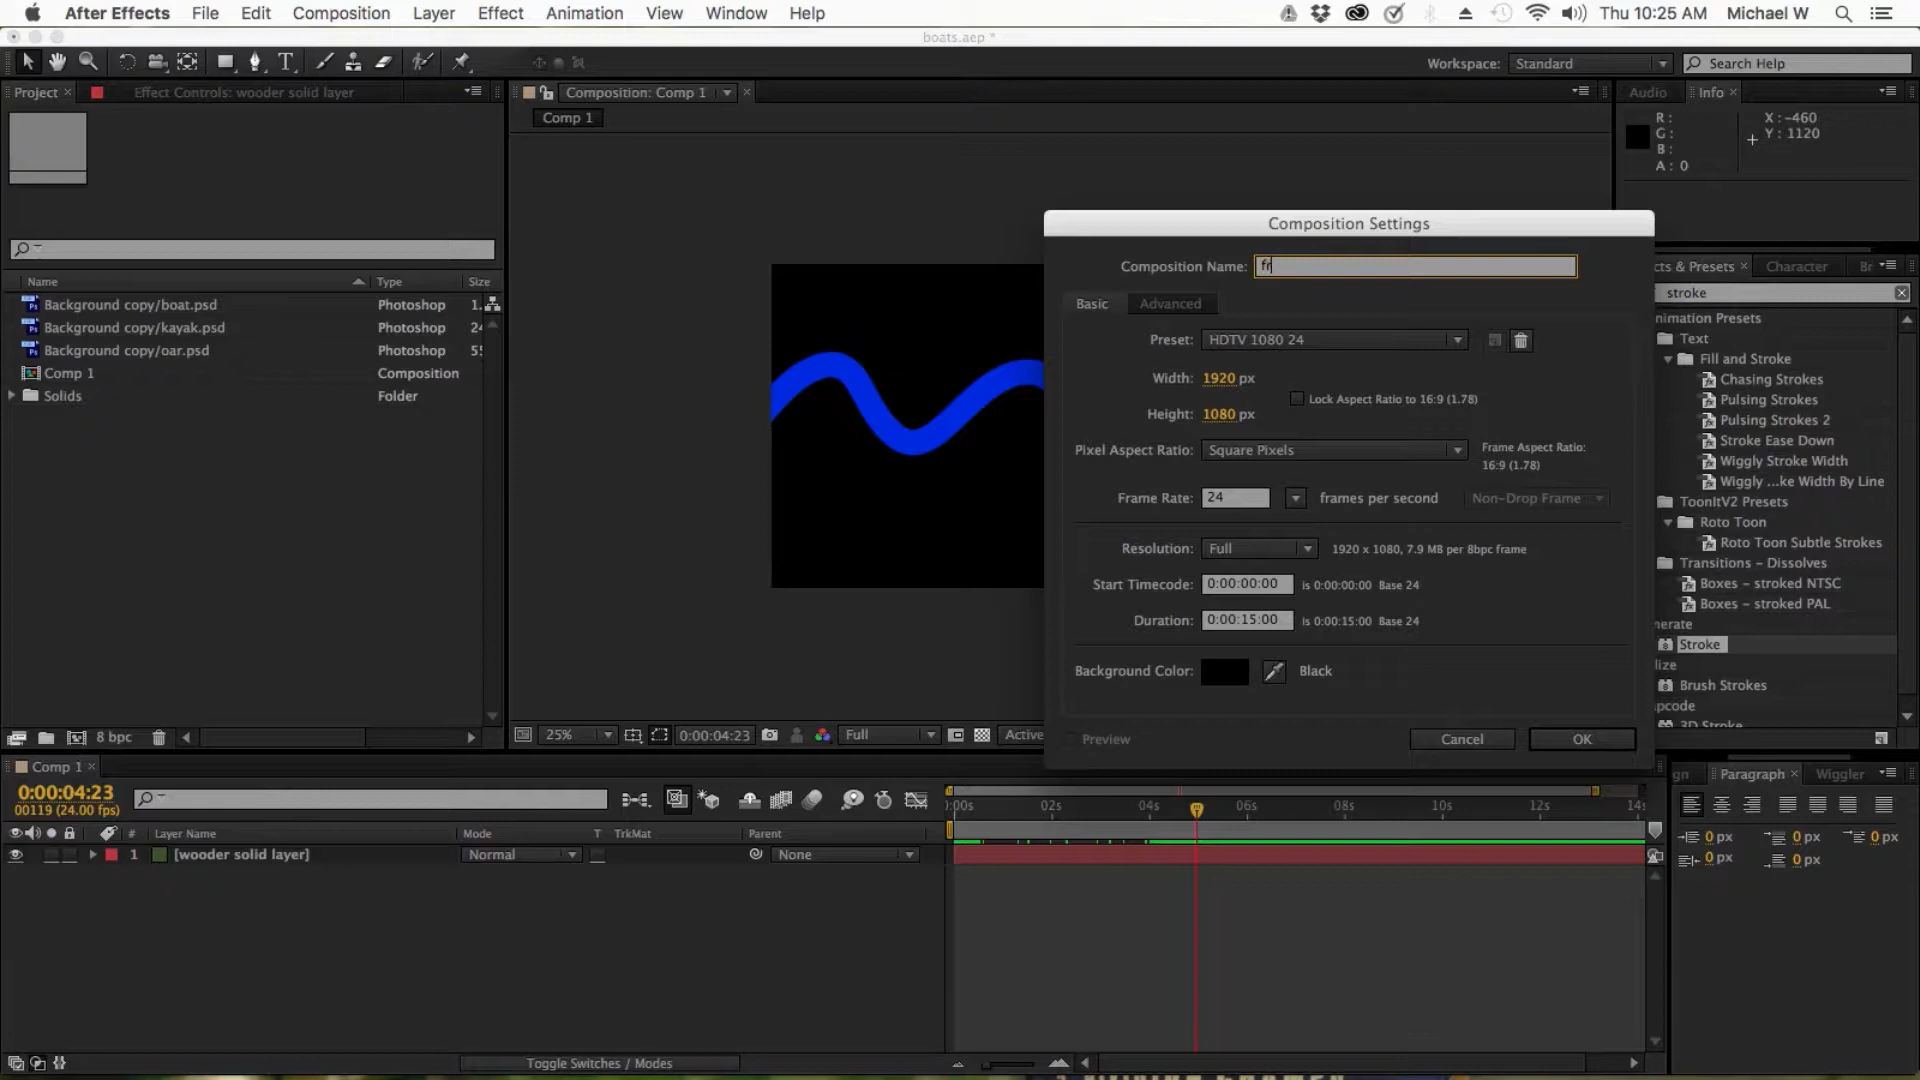 After Effects File Edit Composition Layer Effect Animation View Window Help Thu 10:25 AM Michael W
boats.aep *
Workspace: Standard Search Help
Project × Effect Controls: wooder solid layer Composition: Comp 1 × Audio Info ×
Comp 1
R : X : -460
G : Y : 1120
B :
A : 0
Composition Settings
Composition Name: fr
cts & Presets × Character Br
Name Type Size
Basic Advanced
stroke
Background copy/boat.psd Photoshop 1.
Background copy/kayak.psd Photoshop 24
Background copy/oar.psd Photoshop 5
Comp 1 Composition
Solids Folder
Preset: HDTV 1080 24
Width: 1920 px
Lock Aspect Ratio to 16:9 (1.78)
Height: 1080 px
Pixel Aspect Ratio: Square Pixels Frame Aspect Ratio:
16:9 (1.78)
Frame Rate: 24 frames per second Non-Drop Frame
Resolution: Full 1920 x 1080, 7.9 MB per 8bpc frame
Start Timecode: 0:00:00:00 is 0:00:00:00 Base 24
Duration: 0:00:15:00 is 0:00:15:00 Base 24
Background Color: Black
Preview Cancel OK
nimation Presets
Text
Fill and Stroke
Chasing Strokes
Pulsing Strokes
Pulsing Strokes 2
Stroke Ease Down
Wiggly Stroke Width
Wiggly ...ke Width By Line
ToonItV2 Presets
Roto Toon
Roto Toon Subtle Strokes
Transitions – Dissolves
Boxes – stroked NTSC
Boxes – stroked PAL
nerate
Stroke
lize
Brush Strokes
pcode
3D Stroke
8 bpc 25% 0:00:04:23 Full Active
Comp 1 ×
0:00:04:23
00119 (24.00 fps)
):00s 02s 04s 06s 08s 10s 12s 14s
# Layer Name Mode T TrkMat Parent
1 [wooder solid layer] Normal None
gn Paragraph × Wiggler
0 px 0 px 0 px
0 px 0 px
Toggle Switches / Modes